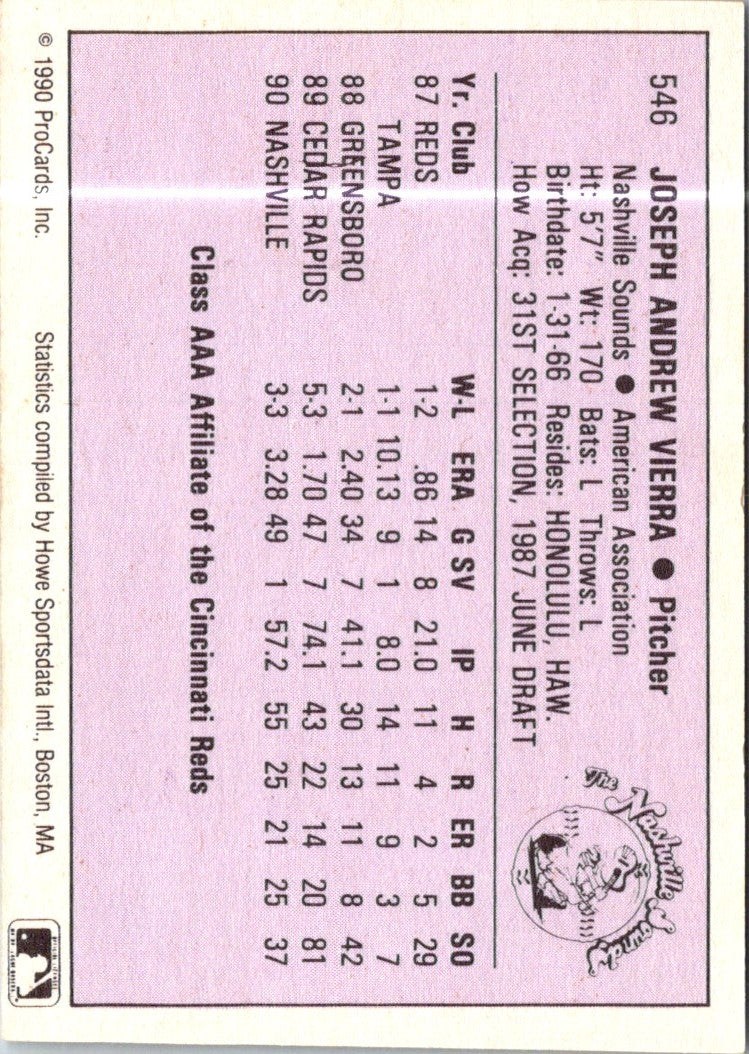 546 JOSEPH ANDREW VIERRA ● Pitcher
Nashville Sounds ● American Association
Ht: 5'7" Wt: 170 Bats: L Throws: L
Birthdate: 1-31-66 Resides: HONOLULU, HAW.
How Acq: 31ST SELECTION, 1987 JUNE DRAFT
The Nashville Sounds
Yr. Club W-L ERA G SV IP H R ER BB SO
87 REDS 1-2 .86 14 8 21.0 11 4 2 5 29
TAMPA 1-1 10.13 9 1 8.0 14 11 9 3 7
88 GREENSBORO 2-1 2.40 34 7 41.1 30 13 11 8 42
89 CEDAR RAPIDS 5-3 1.70 47 7 74.1 43 22 14 20 81
90 NASHVILLE 3-3 3.28 49 1 57.2 55 25 21 25 37
Class AAA Affiliate of the Cincinnati Reds
© 1990 ProCards, Inc. Statistics compiled by Howe Sportsdata Intl., Boston, MA